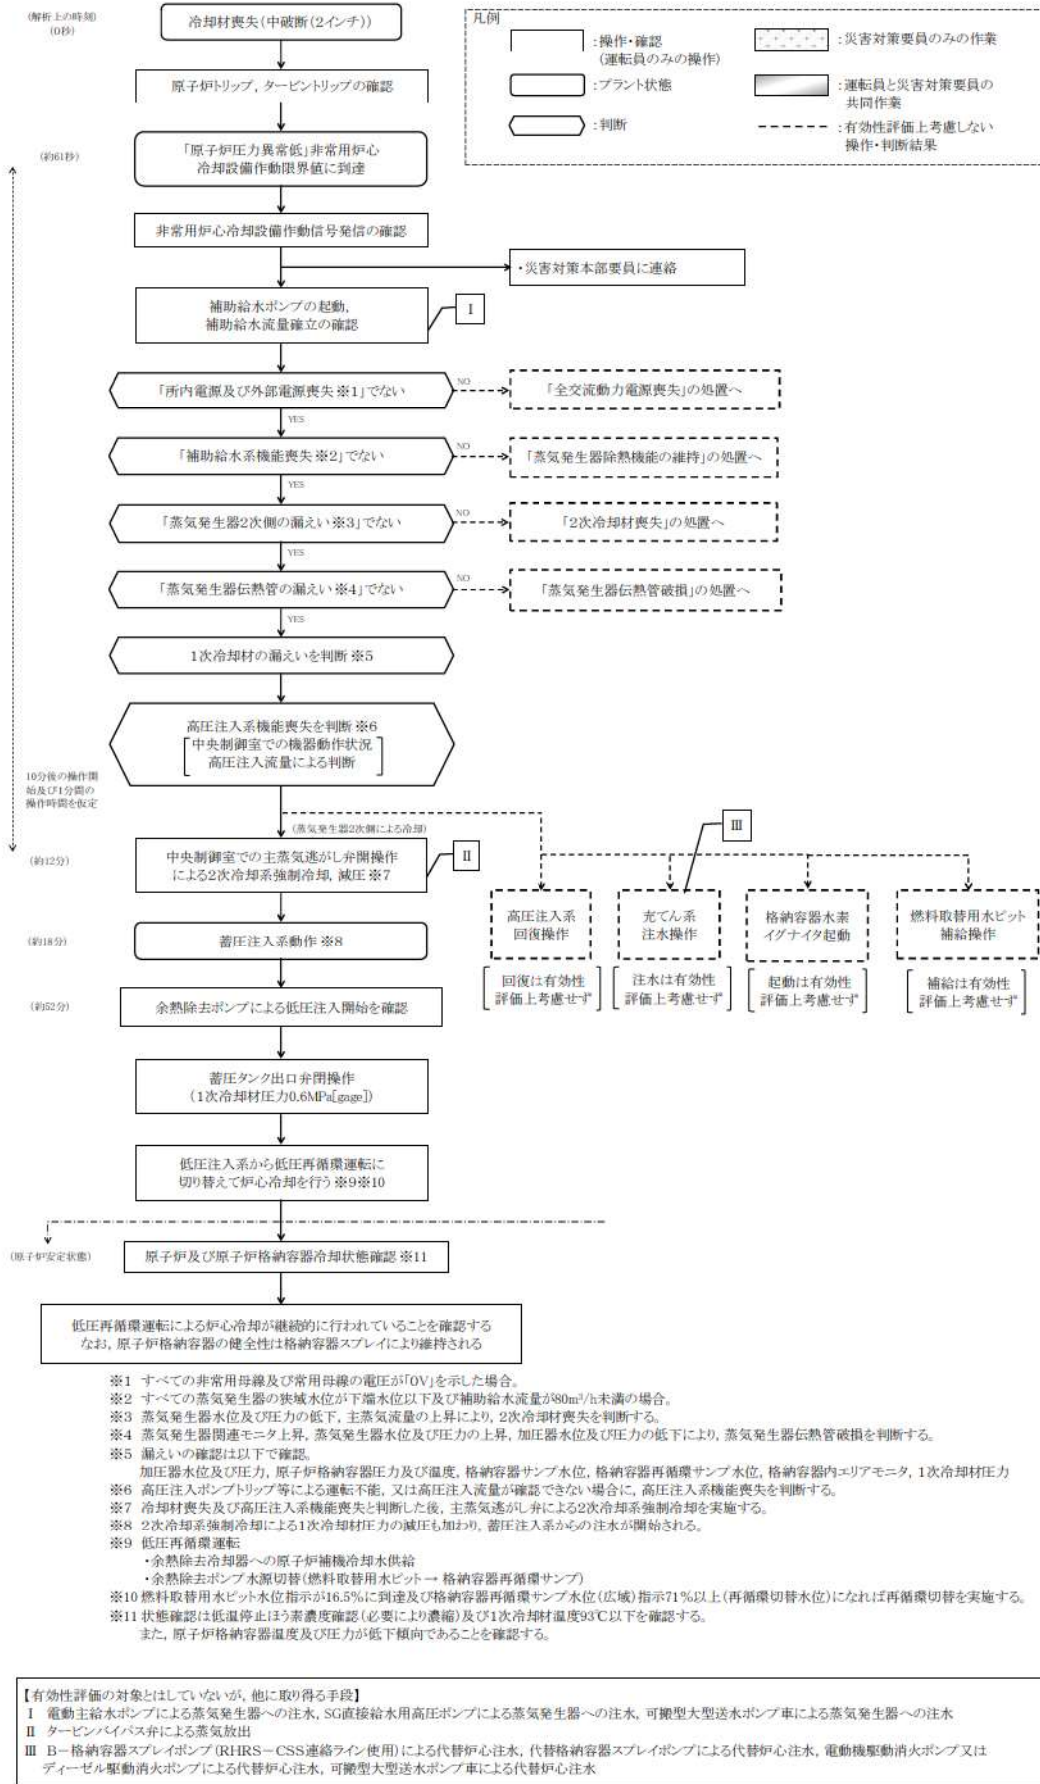 (解析上の時刻)
(0秒)
冷却材喪失(中破断(2インチ))
凡例
:操作・確認
(運転員のみの操作)
:災害対策要員のみの作業
:プラント状態
:運転員と災害対策要員の
共同作業
:判断
:有効性評価上考慮しない
操作・判断結果
原子炉トリップ，タービントリップの確認
(約61秒)
「原子炉圧力異常低」非常用炉心
冷却設備作動限界値に到達
非常用炉心冷却設備作動信号発信の確認
・災害対策本部要員に連絡
補助給水ポンプの起動，
補助給水流量確立の確認
Ⅰ
「所内電源及び外部電源喪失※1」でない
NO
「全交流動力電源喪失」の処置へ
YES
「補助給水系機能喪失※2」でない
NO
「蒸気発生器除熱機能の維持」の処置へ
YES
「蒸気発生器2次側の漏えい※3」でない
NO
「2次冷却材喪失」の処置へ
YES
「蒸気発生器伝熱管の漏えい※4」でない
NO
「蒸気発生器伝熱管破損」の処置へ
YES
1次冷却材の漏えいを判断※5
高圧注入系機能喪失を判断※6
中央制御室での機器動作状況
高圧注入流量による判断
10分後の操作開
始及び1分間の
操作時間を仮定
(蒸気発生器2次側による冷却)
Ⅲ
(約12分)
中央制御室での主蒸気逃がし弁開操作
による2次冷却系強制冷却，減圧※7
Ⅱ
高圧注入系
回復操作
充てん系
注水操作
格納容器水素
イグナイタ起動
燃料取替用水ピット
補給操作
回復は有効性
評価上考慮せず
注水は有効性
評価上考慮せず
起動は有効性
評価上考慮せず
補給は有効性
評価上考慮せず
(約18分)
蓄圧注入系動作※8
(約52分)
余熱除去ポンプによる低圧注入開始を確認
蓄圧タンク出口弁閉操作
(1次冷却材圧力0.6MPa[gage])
低圧注入系から低圧再循環運転に
切り替えて炉心冷却を行う※9※10
(原子炉安定状態)
原子炉及び原子炉格納容器冷却状態確認※11
低圧再循環運転による炉心冷却が継続的に行われていることを確認する
なお，原子炉格納容器の健全性は格納容器スプレイにより維持される
※1 すべての非常用母線及び常用母線の電圧が「0V」を示した場合。
※2 すべての蒸気発生器の狭域水位が下端水位以下及び補助給水流量が80m³/h未満の場合。
※3 蒸気発生器水位及び圧力の低下，主蒸気流量の上昇により，2次冷却材喪失を判断する。
※4 蒸気発生器関連モニタ上昇，蒸気発生器水位及び圧力の上昇，加圧器水位及び圧力の低下により，蒸気発生器伝熱管破損を判断する。
※5 漏えいの確認は以下で確認。
加圧器水位及び圧力，原子炉格納容器圧力及び温度，格納容器サンプ水位，格納容器再循環サンプ水位，格納容器内エリアモニタ，1次冷却材圧力
※6 高圧注入ポンプトリップ等による運転不能，又は高圧注入流量が確認できない場合に，高圧注入系機能喪失を判断する。
※7 冷却材喪失及び高圧注入系機能喪失と判断した後，主蒸気逃がし弁による2次冷却系強制冷却を実施する。
※8 2次冷却系強制冷却による1次冷却材圧力の減圧も加わり，蓄圧注入系からの注水が開始される。
※9 低圧再循環運転
・余熱除去冷却器への原子炉補機冷却水供給
・余熱除去ポンプ水源切替(燃料取替用水ピット→格納容器再循環サンプ)
※10 燃料取替用水ピット水位指示が16.5%に到達及び格納容器再循環サンプ水位(広域)指示71%以上(再循環切替水位)になれば再循環切替を実施する。
※11 状態確認は低温停止ほう素濃度確認(必要により濃縮)及び1次冷却材温度93℃以下を確認する。
また，原子炉格納容器温度及び圧力が低下傾向であることを確認する。
【有効性評価の対象とはしていないが，他に取り得る手段】
Ⅰ 電動主給水ポンプによる蒸気発生器への注水，SG直接給水用高圧ポンプによる蒸気発生器への注水，可搬型大型送水ポンプ車による蒸気発生器への注水
Ⅱ タービンバイパス弁による蒸気放出
Ⅲ B－格納容器スプレイポンプ(RHRS－CSS連絡ライン使用)による代替炉心注水，代替格納容器スプレイポンプによる代替炉心注水，電動機駆動消火ポンプ又は
ディーゼル駆動消火ポンプによる代替炉心注水，可搬型大型送水ポンプ車による代替炉心注水